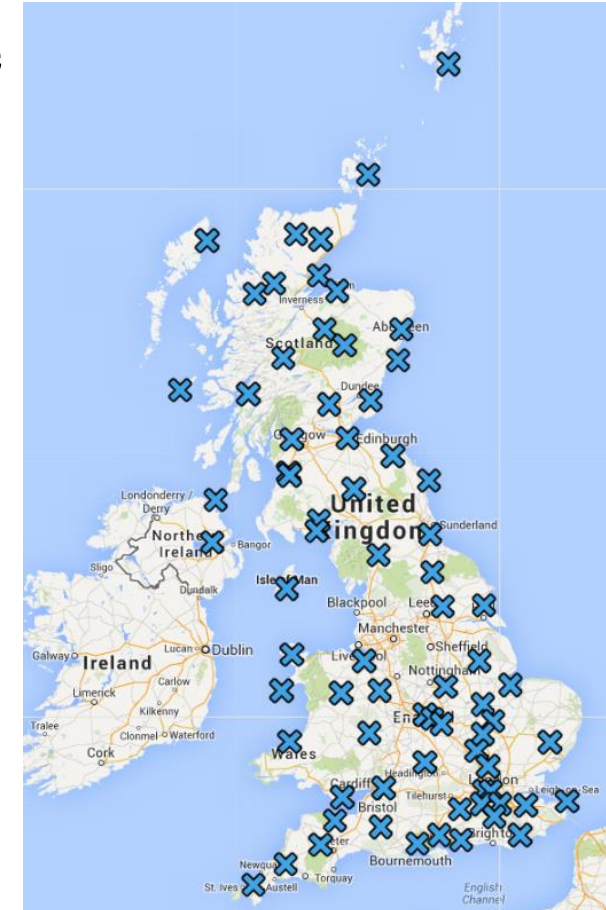 Inverness
Scotland
Aberdeen
Dundee
Glasgow
Edinburgh
Londonderry /
Derry
United
Kingdom
Northern
Ireland
Bangor
Sunderland
Sligo
Isle of Man
Dundalk
Blackpool
Leeds
Manchester
Galway
Lucan
Dublin
Liverpool
Sheffield
Ireland
Nottingham
Carlow
Limerick
Kilkenny
England
Tralee
Clonmel
Waterford
Cork
Wales
Headington
Cardiff
London
Tilehurst
Leigh-on-Sea
Bristol
Brighton
Exeter
Bournemouth
Newquay
Torquay
St. Ives
St Austell
English
Channel